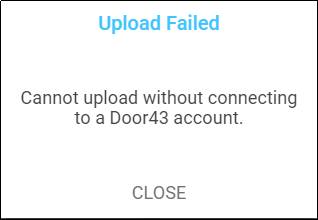 Upload Failed
Cannot upload without connecting
to a Door43 account.
CLOSE